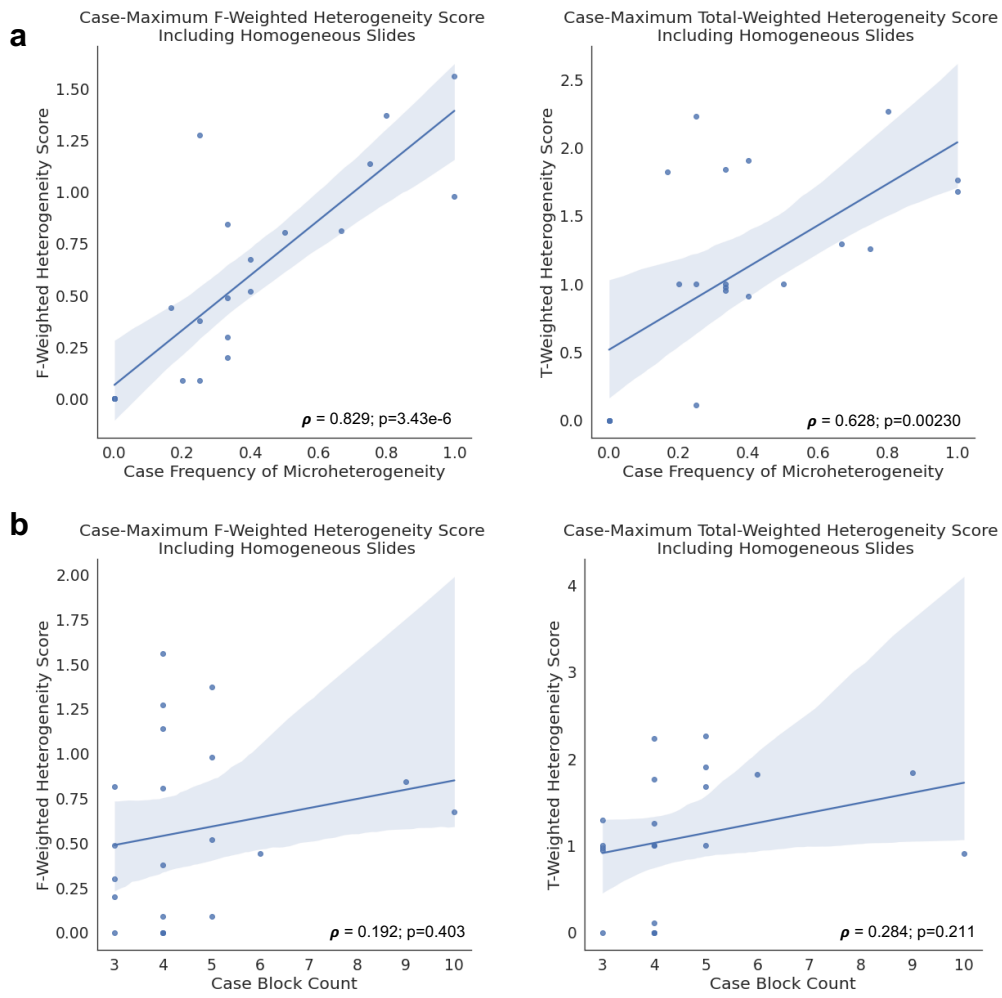 a
Case-Maximum F-Weighted Heterogeneity Score
Including Homogeneous Slides
F-Weighted Heterogeneity Score
1.50
1.25
1.00
0.75
0.50
0.25
0.00
ρ = 0.829; p=3.43e-6
0.0 0.2 0.4 0.6 0.8 1.0
Case Frequency of Microheterogeneity
Case-Maximum Total-Weighted Heterogeneity Score
Including Homogeneous Slides
T-Weighted Heterogeneity Score
2.5
2.0
1.5
1.0
0.5
0.0
ρ = 0.628; p=0.00230
0.0 0.2 0.4 0.6 0.8 1.0
Case Frequency of Microheterogeneity
b
Case-Maximum F-Weighted Heterogeneity Score
Including Homogeneous Slides
F-Weighted Heterogeneity Score
2.00
1.75
1.50
1.25
1.00
0.75
0.50
0.25
0.00
ρ = 0.192; p=0.403
3 4 5 6 7 8 9 10
Case Block Count
Case-Maximum Total-Weighted Heterogeneity Score
Including Homogeneous Slides
T-Weighted Heterogeneity Score
4
3
2
1
0
ρ = 0.284; p=0.211
3 4 5 6 7 8 9 10
Case Block Count